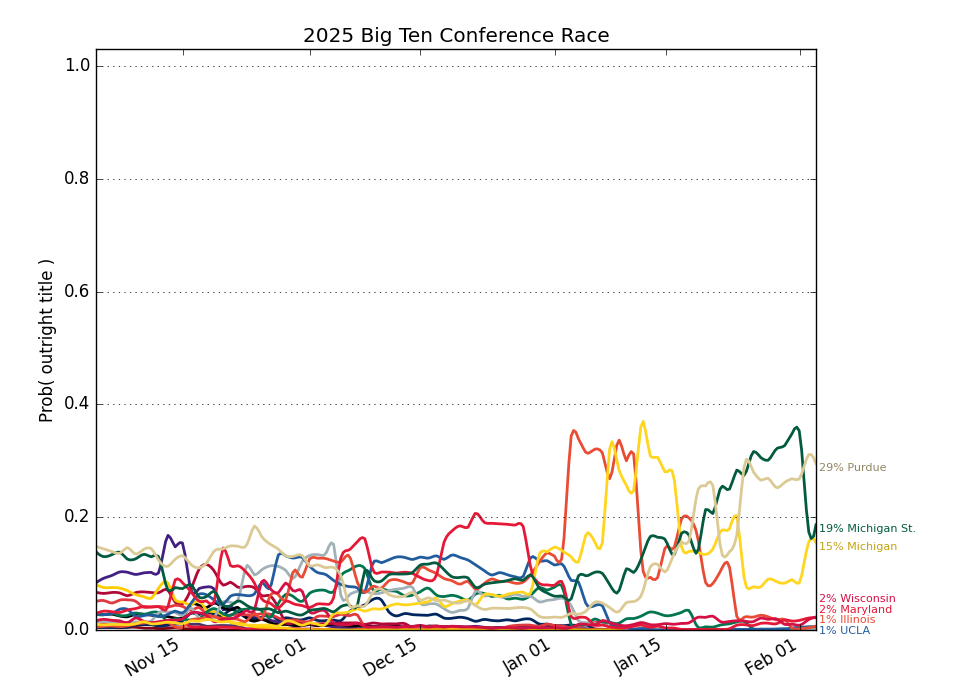 2025 Big Ten Conference Race
1.0
0.8
0.6
0.4
0.2
0.0
Prob( outright title )
29% Purdue
19% Michigan St.
15% Michigan
2% Wisconsin
2% Maryland
1% Illinois
1% UCLA
Nov 15
Dec 01
Dec 15
Jan 01
Jan 15
Feb 01